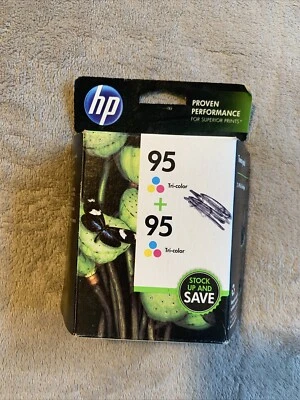 hp
PROVEN
PERFORMANCE
FOR SUPERIOR PRINTS
95
Tri-color
+
95
Tri-color
STOCK
UP AND
SAVE